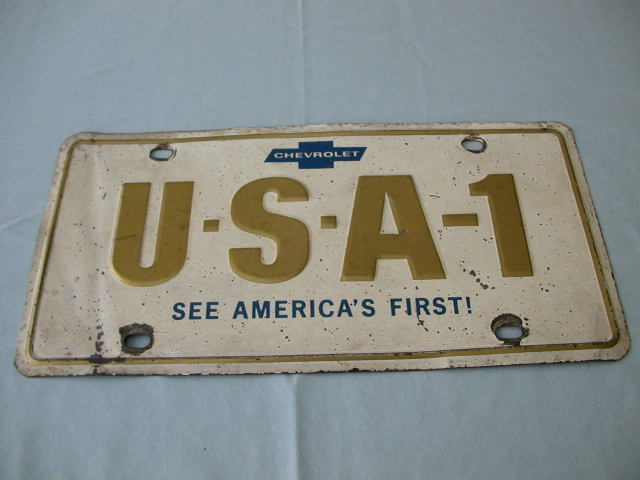 CHEVROLET
U·S·A-1
SEE AMERICA'S FIRST!